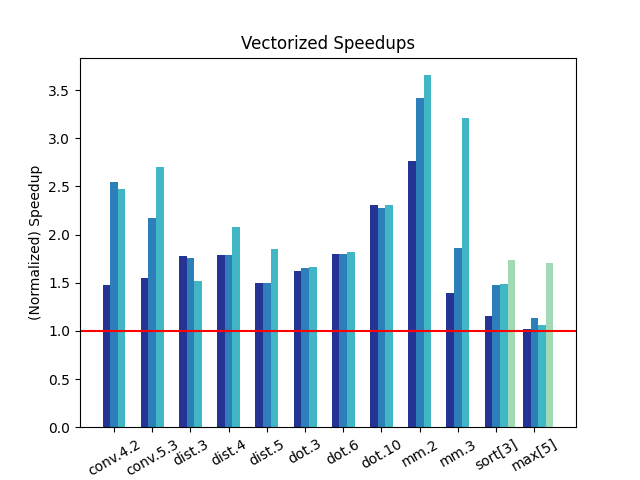 Vectorized Speedups
(Normalized) Speedup
3.5
3.0
2.5
2.0
1.5
1.0
0.5
0.0
conv.4.2 conv.5.3 dist.3 dist.4 dist.5 dot.3 dot.6 dot.10 mm.2 mm.3 sort[3] max[5]